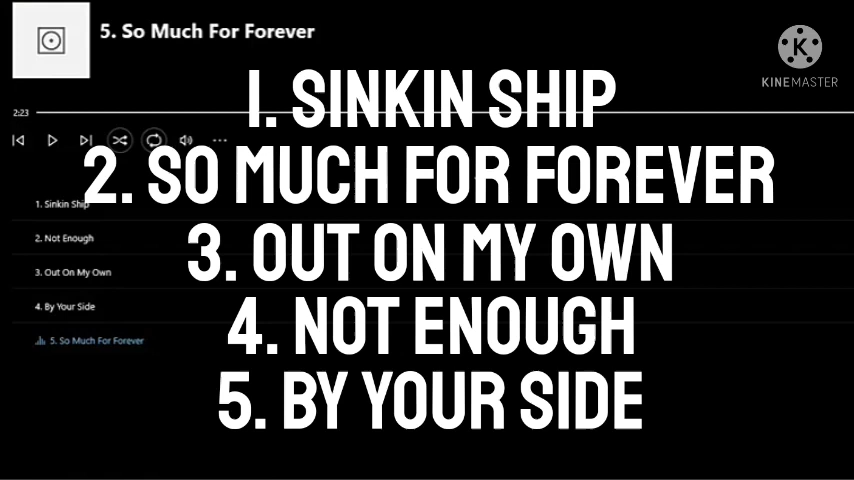 5. So Much For Forever
K
KINEMASTER
2:23
1. SINKIN SHIP
2. SO MUCH FOR FOREVER
3. OUT ON MY OWN
4. NOT ENOUGH
5. BY YOUR SIDE
1. Sinkin Ship
2. Not Enough
3. Out On My Own
4. By Your Side
5. So Much For Forever